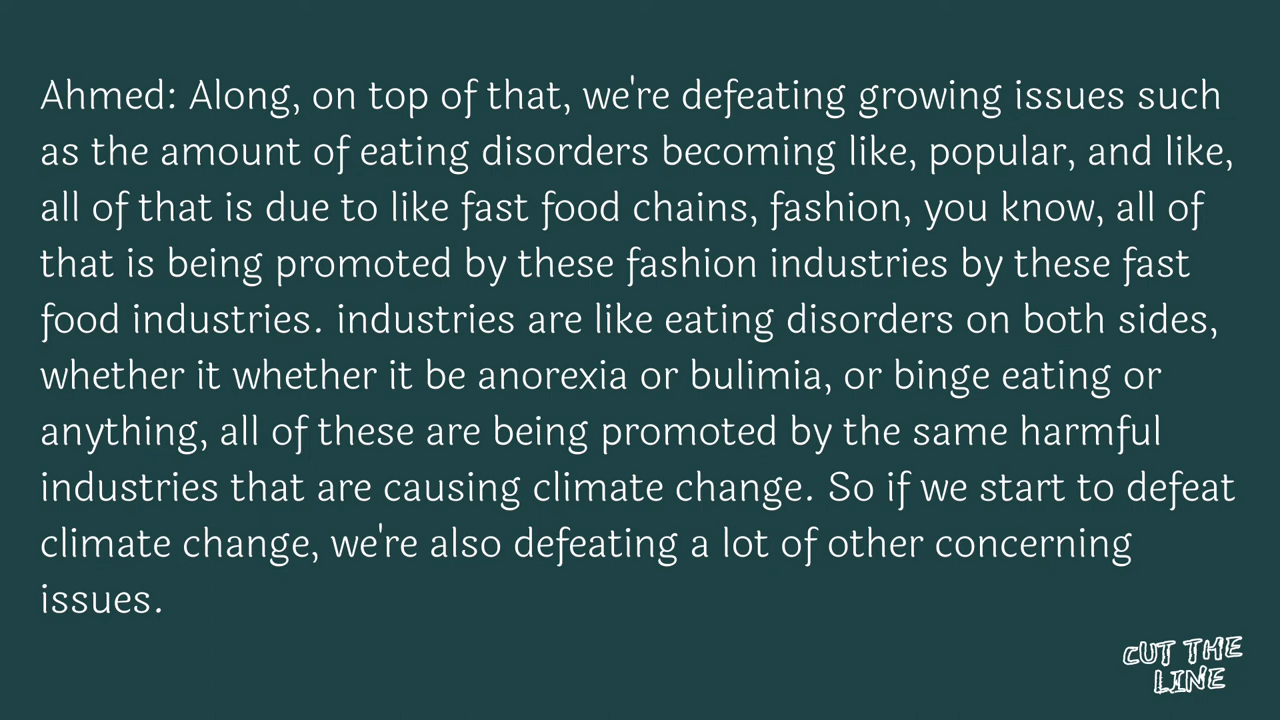 Ahmed: Along, on top of that, we're defeating growing issues such
as the amount of eating disorders becoming like, popular, and like,
all of that is due to like fast food chains, fashion, you know, all of
that is being promoted by these fashion industries by these fast
food industries. industries are like eating disorders on both sides,
whether it whether it be anorexia or bulimia, or binge eating or
anything, all of these are being promoted by the same harmful
industries that are causing climate change. So if we start to defeat
climate change, we're also defeating a lot of other concerning
issues.
CUT THE
LINE